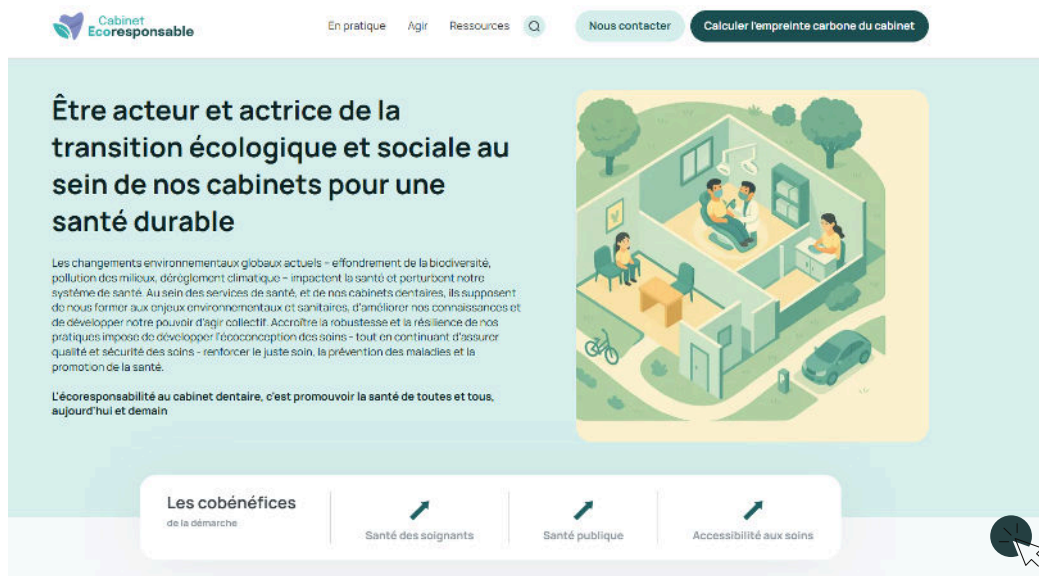 Cabinet
Ecoresponsable
En pratique Agir Ressources
Nous contacter
Calculer l'empreinte carbone du cabinet
Être acteur et actrice de la
transition écologique et sociale au
sein de nos cabinets pour une
santé durable
Les changements environnementaux globaux actuels – effondrement de la biodiversité,
pollution des milieux, dérèglement climatique – impactent la santé et perturbent notre
système de santé. Au sein des services de santé, et de nos cabinets dentaires, ils supposent
de nous former aux enjeux environnementaux et sanitaires, d'améliorer nos connaissances et
de développer notre pouvoir d'agir collectif. Accroître la robustesse et la résilience de nos
pratiques impose de développer l'écoconception des soins - tout en continuant d'assurer
qualité et sécurité des soins - renforcer le juste soin, la prévention des maladies et la
promotion de la santé.
L'écoresponsabilité au cabinet dentaire, c'est promouvoir la santé de toutes et tous,
aujourd'hui et demain
Les cobénéfices
de la démarche
Santé des soignants
Santé publique
Accessibilité aux soins